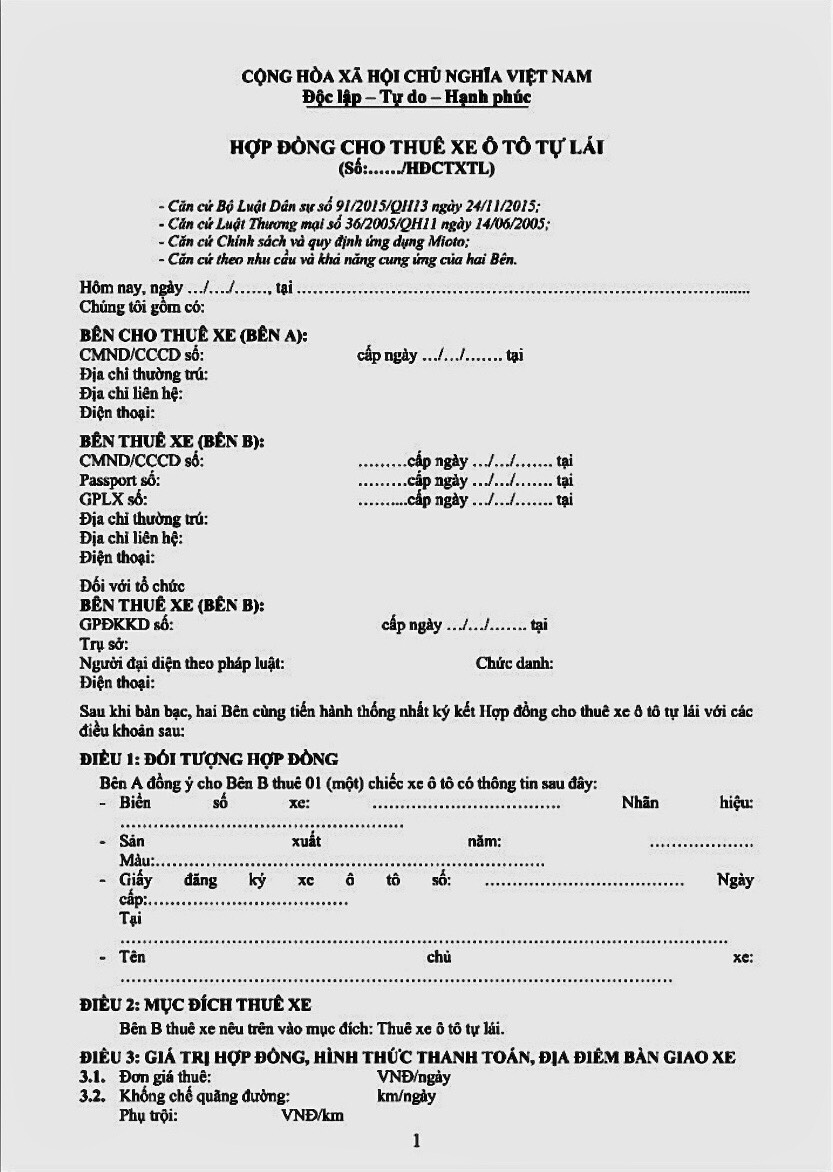 CỘNG HÒA XÃ HỘI CHỦ NGHĨA VIỆT NAM
Độc lập – Tự do – Hạnh phúc
HỢP ĐỒNG CHO THUÊ XE Ô TÔ TỰ LÁI
(Số:……/HĐCTXTL)
- Căn cứ Bộ Luật Dân sự số 91/2015/QH13 ngày 24/11/2015;
- Căn cứ Luật Thương mại số 36/2005/QH11 ngày 14/06/2005;
- Căn cứ Chính sách và quy định ứng dụng Mioto;
- Căn cứ theo nhu cầu và khả năng cung ứng của hai Bên.
Hôm nay, ngày …/…./……, tại ……………………………………………………………………......
Chúng tôi gồm có:
BÊN CHO THUÊ XE (BÊN A):
CMND/CCCD số: cấp ngày …/…/……. tại
Địa chỉ thường trú:
Địa chỉ liên hệ:
Điện thoại:
BÊN THUÊ XE (BÊN B):
CMND/CCCD số: ………cấp ngày …/…/……. tại
Passport số: ………cấp ngày …/…/……. tại
GPLX số: ……....cấp ngày …/…/……. tại
Địa chỉ thường trú:
Địa chỉ liên hệ:
Điện thoại:
Đối với tổ chức
BÊN THUÊ XE (BÊN B):
GPĐKKD số: cấp ngày …/…/……. tại
Trụ sở:
Người đại diện theo pháp luật: Chức danh:
Điện thoại:
Sau khi bàn bạc, hai Bên cùng tiến hành thống nhất ký kết Hợp đồng cho thuê xe ô tô tự lái với các
điều khoản sau:
ĐIỀU 1: ĐỐI TƯỢNG HỢP ĐỒNG
Bên A đồng ý cho Bên B thuê 01 (một) chiếc xe ô tô có thông tin sau đây:
- Biển số xe: ……………………………. Nhãn hiệu:
…………………………………………….
- Sản xuất năm: ……………….
Màu:………………………………………………………………
- Giấy đăng ký xe ô tô số: ……………………………… Ngày
cấp:………………………………
Tại
……………………………………………………………………………………………………
- Tên chủ xe:
…………………………………………………………………………………………
ĐIỀU 2: MỤC ĐÍCH THUÊ XE
Bên B thuê xe nêu trên vào mục đích: Thuê xe ô tô tự lái.
ĐIỀU 3: GIÁ TRỊ HỢP ĐỒNG, HÌNH THỨC THANH TOÁN, ĐỊA ĐIỂM BÀN GIAO XE
3.1. Đơn giá thuê: VNĐ/ngày
3.2. Khống chế quãng đường: km/ngày
Phụ trội: VNĐ/km
1